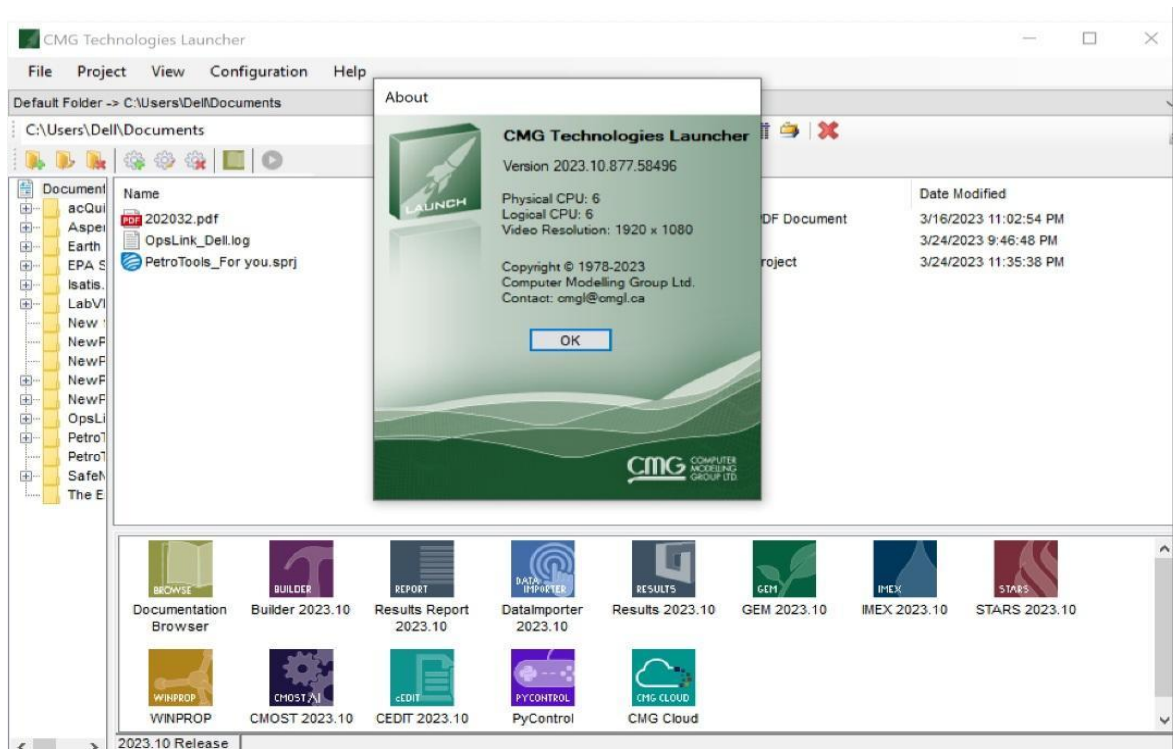 CMG Technologies Launcher
File Project View Configuration Help
Default Folder -> C:\Users\Dell\Documents
C:\Users\Dell\Documents
About
CMG Technologies Launcher
Version 2023.10.877.58496
Physical CPU: 6
Logical CPU: 6
Video Resolution: 1920 x 1080
Copyright © 1978-2023
Computer Modelling Group Ltd.
Contact: cmgl@cmgl.ca
OK
LAUNCH
CMG COMPUTER
MODELLING
GROUP LTD.
Document
acQui
Asper
Earth
EPA S
Isatis.
LabVI
New
NewP
NewP
NewP
NewP
OpsLi
PetroT
PetroT
SafeN
The E
Name Date Modified
PDF 202032.pdf DF Document 3/16/2023 11:02:54 PM
OpsLink_Dell.log 3/24/2023 9:46:48 PM
PetroTools_For you.sprj roject 3/24/2023 11:35:38 PM
BROWSE BUILDER REPORT DATA IMPORTER RESULTS GEM IMEX STARS
Documentation Browser
Builder 2023.10
Results Report 2023.10
DataImporter 2023.10
Results 2023.10
GEM 2023.10
IMEX 2023.10
STARS 2023.10
WINPROP CMOST AI cEDIT PYCONTROL CMG CLOUD
WINPROP CMOST 2023.10 CEDIT 2023.10 PyControl CMG Cloud
2023.10 Release